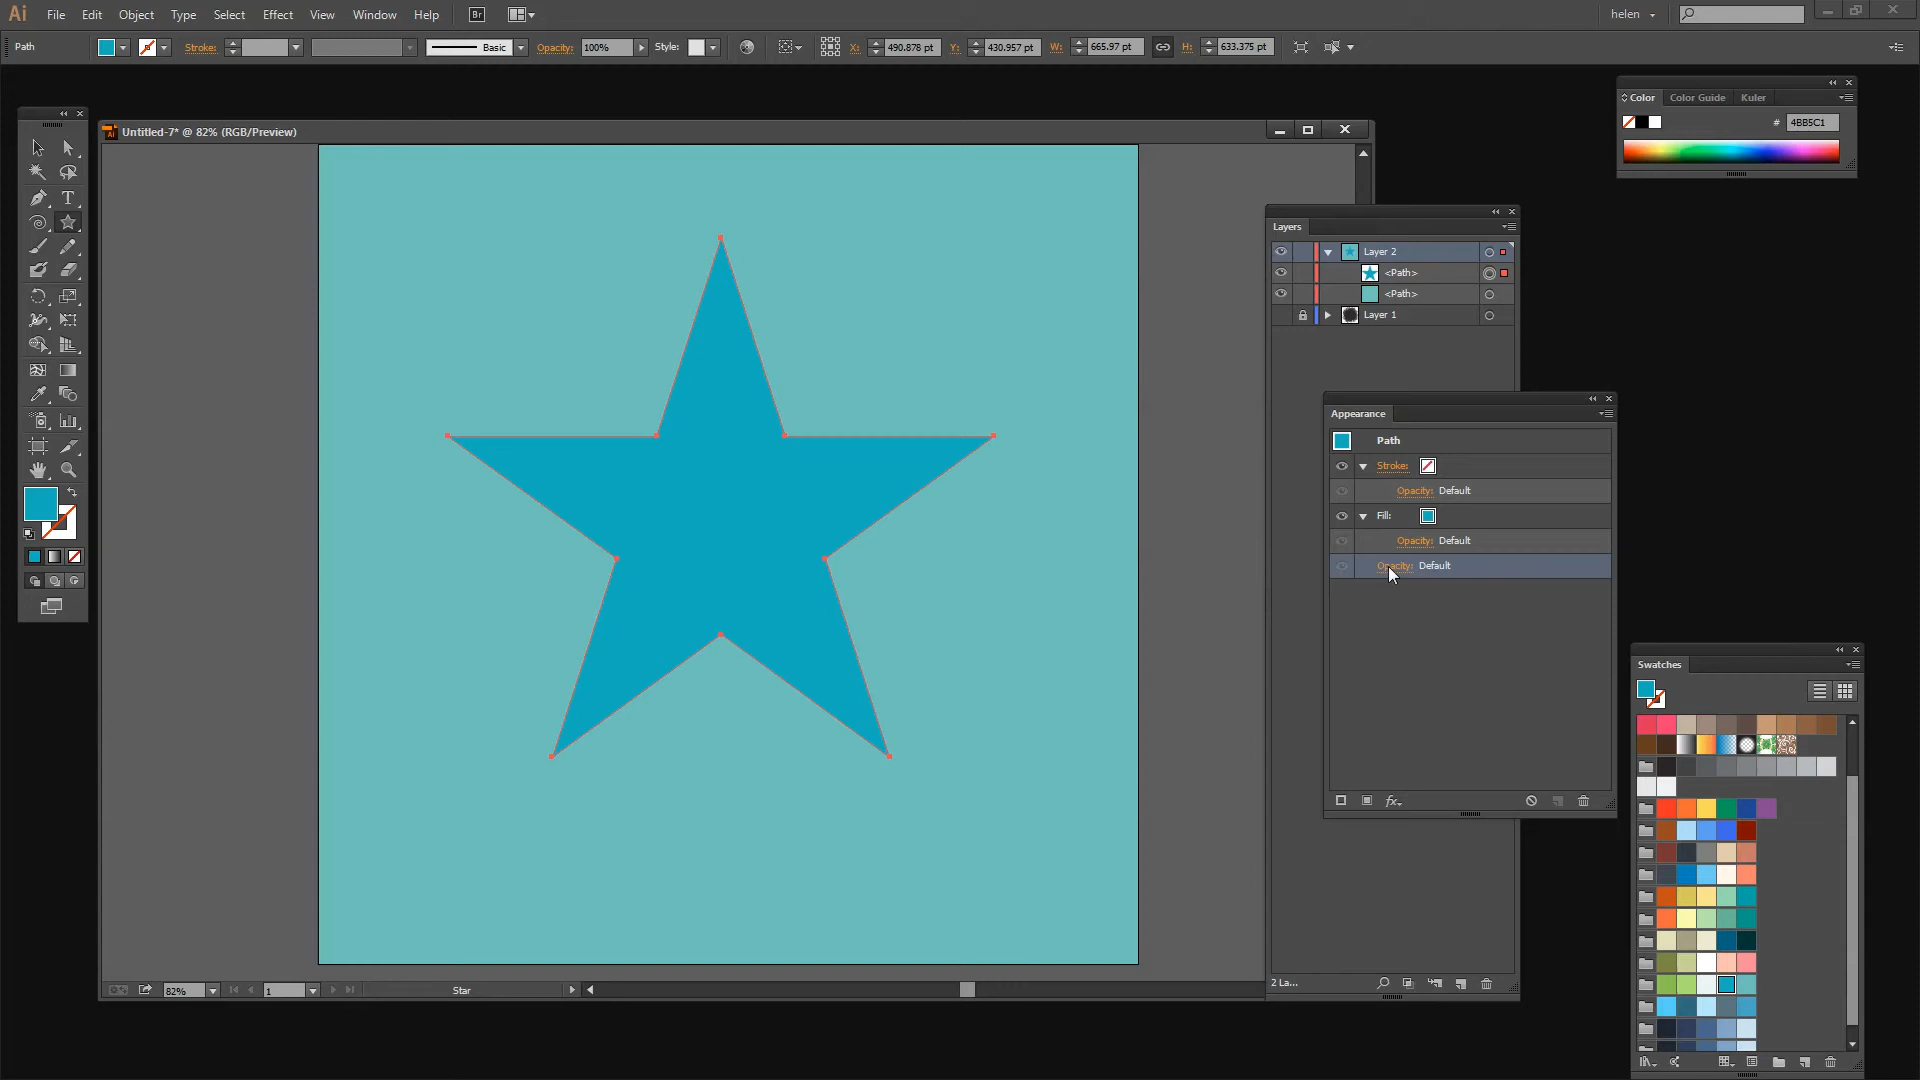 Ai File Edit Object Type Select Effect View Window Help Br helen
Path Stroke: Basic Opacity: 100% Style: X: 490.878 pt Y: 430.957 pt W: 665.97 pt H: 633.375 pt
Color Color Guide Kuler
# 4BB5C1
Untitled-7* @ 82% (RGB/Preview)
Layers
Layer 2
<Path>
<Path>
Layer 1
Appearance
Path
Stroke:
Opacity: Default
Fill:
Opacity: Default
Opacity: Default
fx
Swatches
2 La...
82% 1 Star